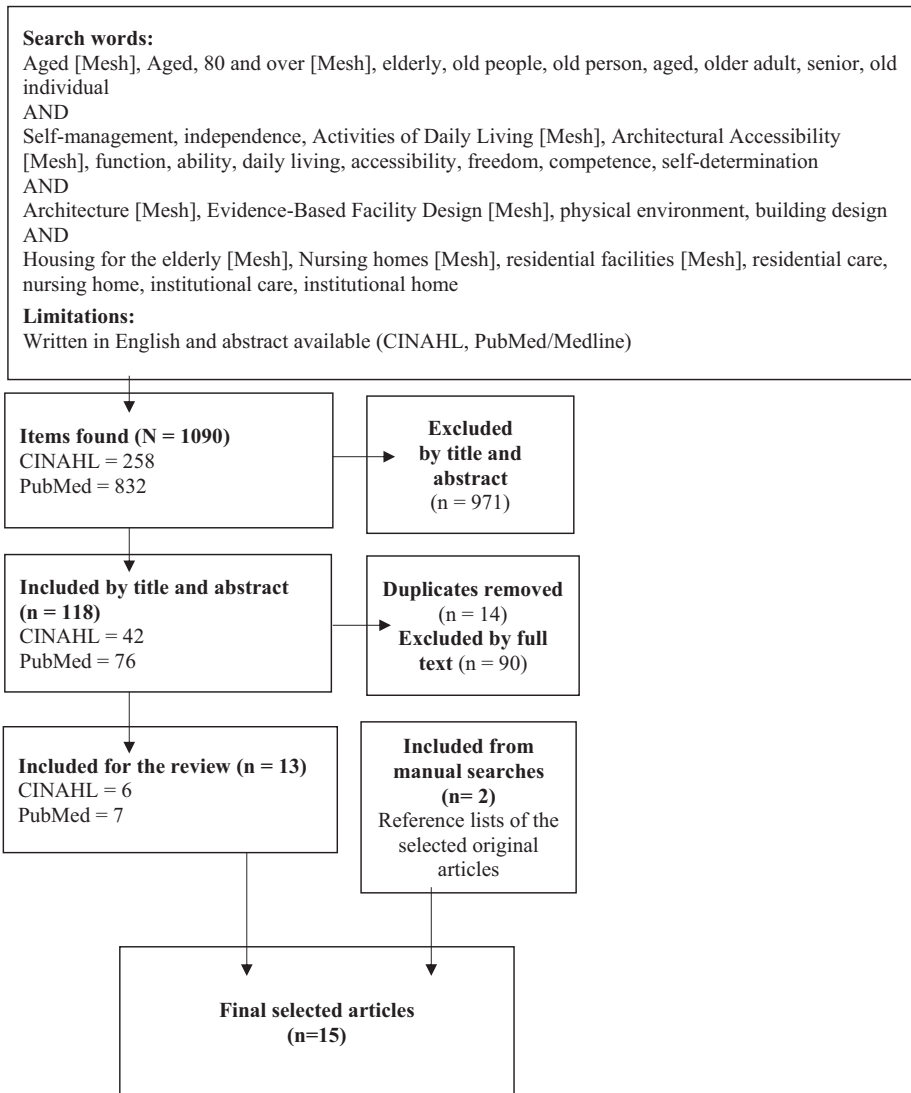 Search words:
Aged [Mesh], Aged, 80 and over [Mesh], elderly, old people, old person, aged, older adult, senior, old
individual
AND
Self-management, independence, Activities of Daily Living [Mesh], Architectural Accessibility
[Mesh], function, ability, daily living, accessibility, freedom, competence, self-determination
AND
Architecture [Mesh], Evidence-Based Facility Design [Mesh], physical environment, building design
AND
Housing for the elderly [Mesh], Nursing homes [Mesh], residential facilities [Mesh], residential care,
nursing home, institutional care, institutional home
Limitations:
Written in English and abstract available (CINAHL, PubMed/Medline)
Items found (N = 1090)
CINAHL = 258
PubMed = 832
Excluded
by title and
abstract
(n = 971)
Included by title and abstract
(n = 118)
CINAHL = 42
PubMed = 76
Duplicates removed
(n = 14)
Excluded by full
text (n = 90)
Included for the review (n = 13)
CINAHL = 6
PubMed = 7
Included from
manual searches
(n= 2)
Reference lists of the
selected original
articles
Final selected articles
(n=15)